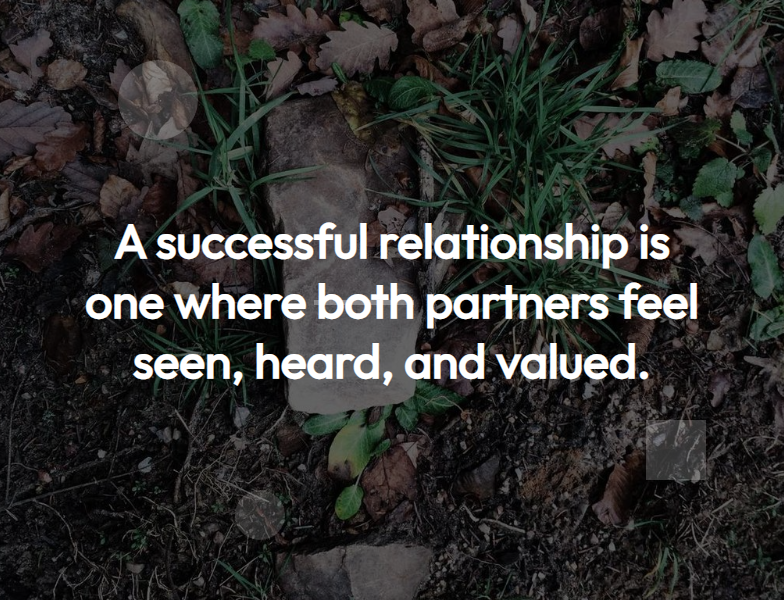 A successful relationship is
one where both partners feel
seen, heard, and valued.